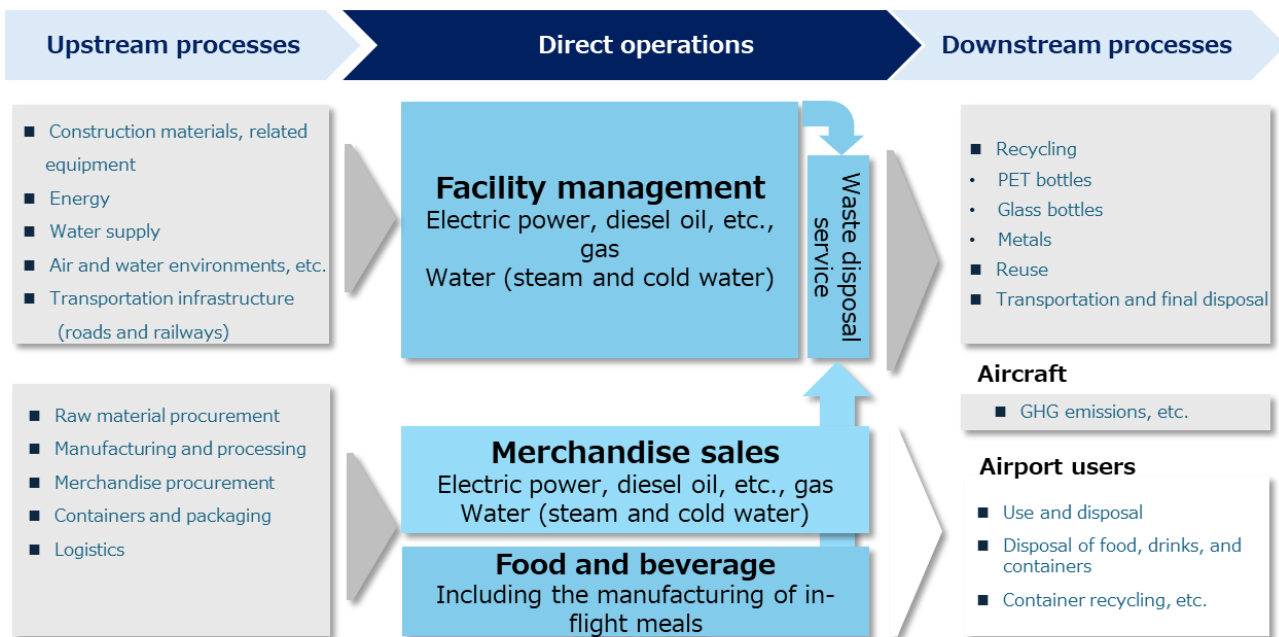 Upstream processes
Direct operations
Downstream processes
■ Construction materials, related
equipment
■ Energy
■ Water supply
■ Air and water environments, etc.
■ Transportation infrastructure
(roads and railways)
Facility management
Electric power, diesel oil, etc.,
gas
Water (steam and cold water)
Waste disposal
service
■ Recycling
• PET bottles
• Glass bottles
• Metals
■ Reuse
■ Transportation and final disposal
Aircraft
■ GHG emissions, etc.
■ Raw material procurement
■ Manufacturing and processing
■ Merchandise procurement
■ Containers and packaging
■ Logistics
Merchandise sales
Electric power, diesel oil, etc., gas
Water (steam and cold water)
Food and beverage
Including the manufacturing of in-
flight meals
Airport users
■ Use and disposal
■ Disposal of food, drinks, and
containers
■ Container recycling, etc.